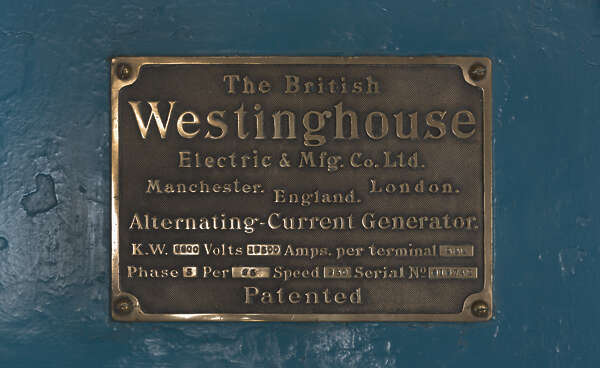 The British
Westinghouse
Electric & Mfg. Co. Ltd.
Manchester. England. London.
Alternating-Current Generator.
K.W. Volts Amps. per terminal
Phase Per Speed Serial No
Patented